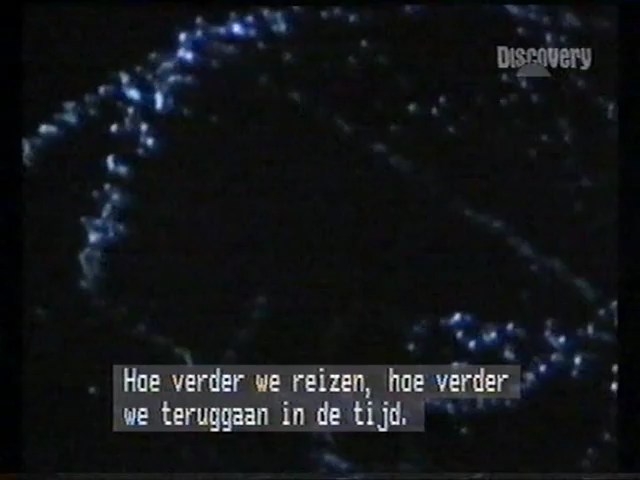 Discovery
Hoe verder we reizen, hoe verder
we teruggaan in de tijd.